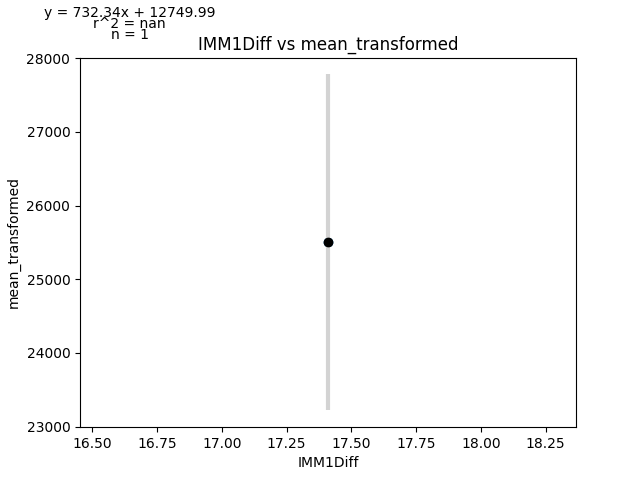 y = 732.34x + 12749.99
r^2 = nan
n = 1
IMM1Diff vs mean_transformed
28000
27000
26000
25000
24000
23000
mean_transformed
16.50 16.75 17.00 17.25 17.50 17.75 18.00 18.25
IMM1Diff